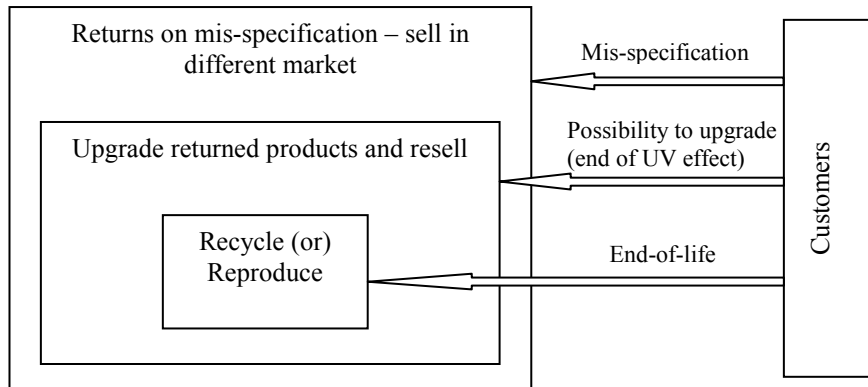 Returns on mis-specification – sell in
different market
Mis-specification
Upgrade returned products and resell
Possibility to upgrade
(end of UV effect)
Recycle (or)
Reproduce
End-of-life
Customers